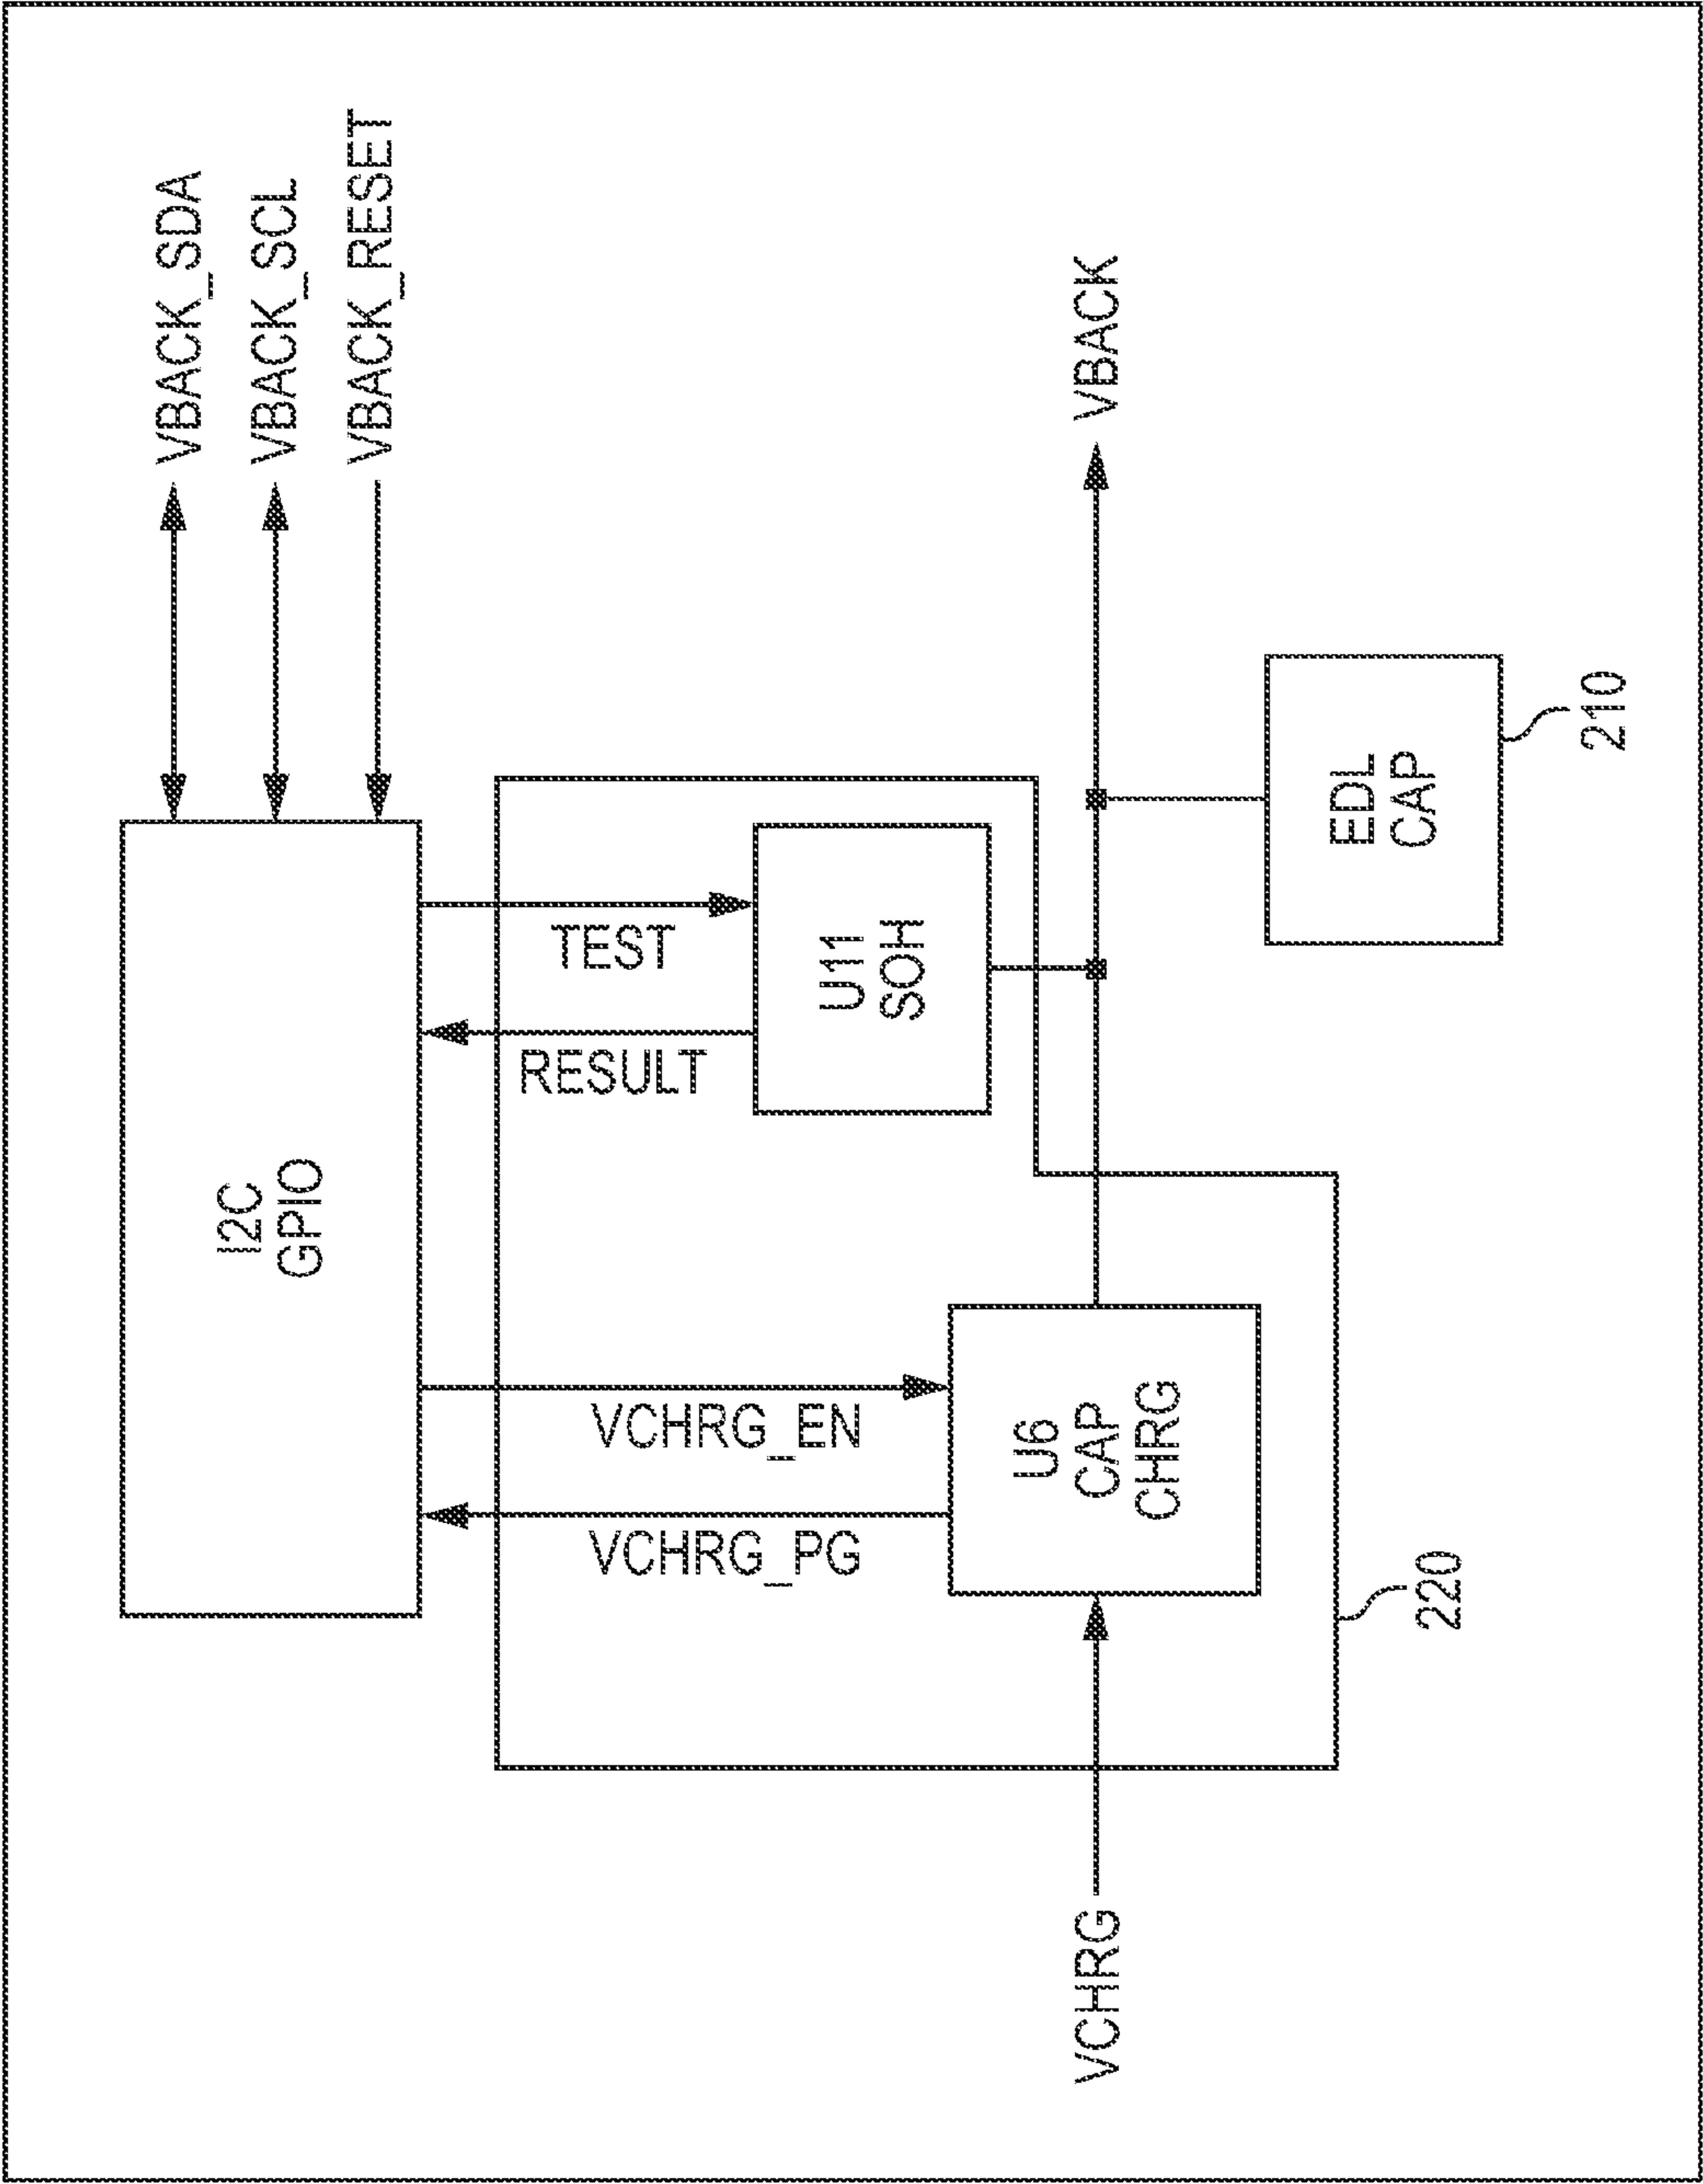 I2C
GPIO
VBACK_SDA
VBACK_SCL
VBACK_RESET
VCHRG_PG
VCHRG_EN
RESULT
TEST
U11
SOH
U6
CAP
CHRG
VCHRG
VBACK
EDL
CAP
210
220